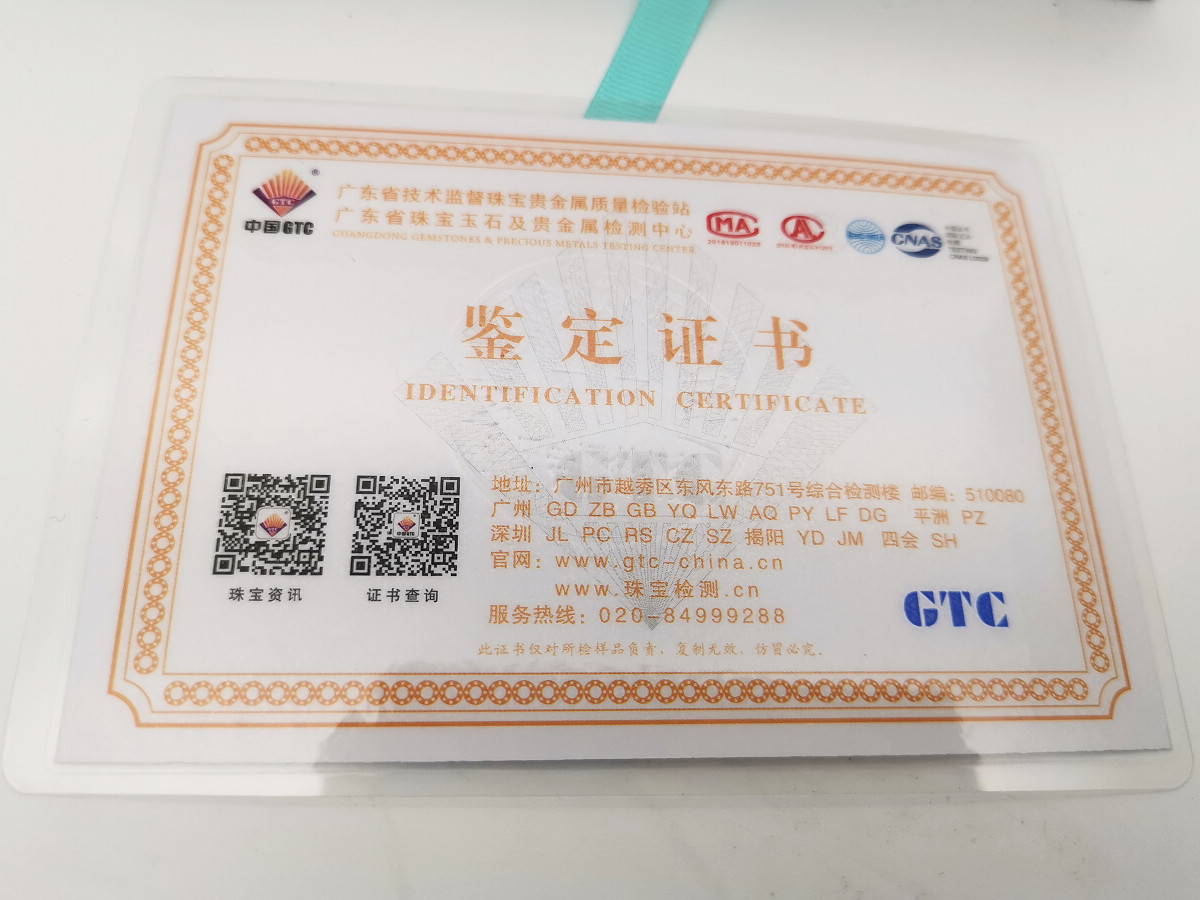 GTC
®
中国GTC
广东省技术监督珠宝贵金属质量检验站
广东省珠宝玉石及贵金属检测中心
GUANGDONG GEMSTONES & PRECIOUS METALS TESTING CENTER
MA
AL
CNAS
TESTING
鉴定证书
IDENTIFICATION CERTIFICATE
地址：广州市越秀区东风东路751号综合检测楼 邮编：510080
广州 GD ZB GB YQ LW AQ PY LF DG 平洲 PZ
深圳 JL PC RS CZ SZ 揭阳 YD JM 四会 SH
官网：www.gtc-china.cn
www.珠宝检测.cn
服务热线：020-84999288
此证书仅对所检样品负责，复制无效，仿冒必究。
珠宝资讯
证书查询
GTC